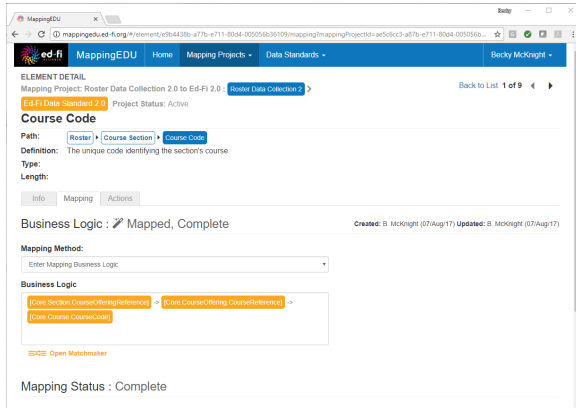 MappingEDU
Becky
mappingedu.ed-fi.org/#/element/e9b4438b-a77b-e711-80d4-005056b36109/mapping?mappingProjectId=ae5c6cc3-a87b-e711-80d4-005056b...
ed-fi
ALLIANCE
MappingEDU Home Mapping Projects Data Standards Becky McKnight
ELEMENT DETAIL
Mapping Project: Roster Data Collection 2.0 to Ed-Fi 2.0 : Roster Data Collection 2
Back to List 1 of 9
Ed-Fi Data Standard 2.0 Project Status: Active
Course Code
Path: Roster Course Section Course Code
Definition: The unique code identifying the section's course.
Type:
Length:
Info Mapping Actions
Business Logic : Mapped, Complete
Created: B. McKnight (07/Aug/17) Updated: B. McKnight (07/Aug/17)
Mapping Method:
Enter Mapping Business Logic
Business Logic
[Core.Section.CourseOfferingReference] -> [Core.CourseOffering.CourseReference] ->
[Core.Course.CourseCode]
Open Matchmaker
Mapping Status : Complete